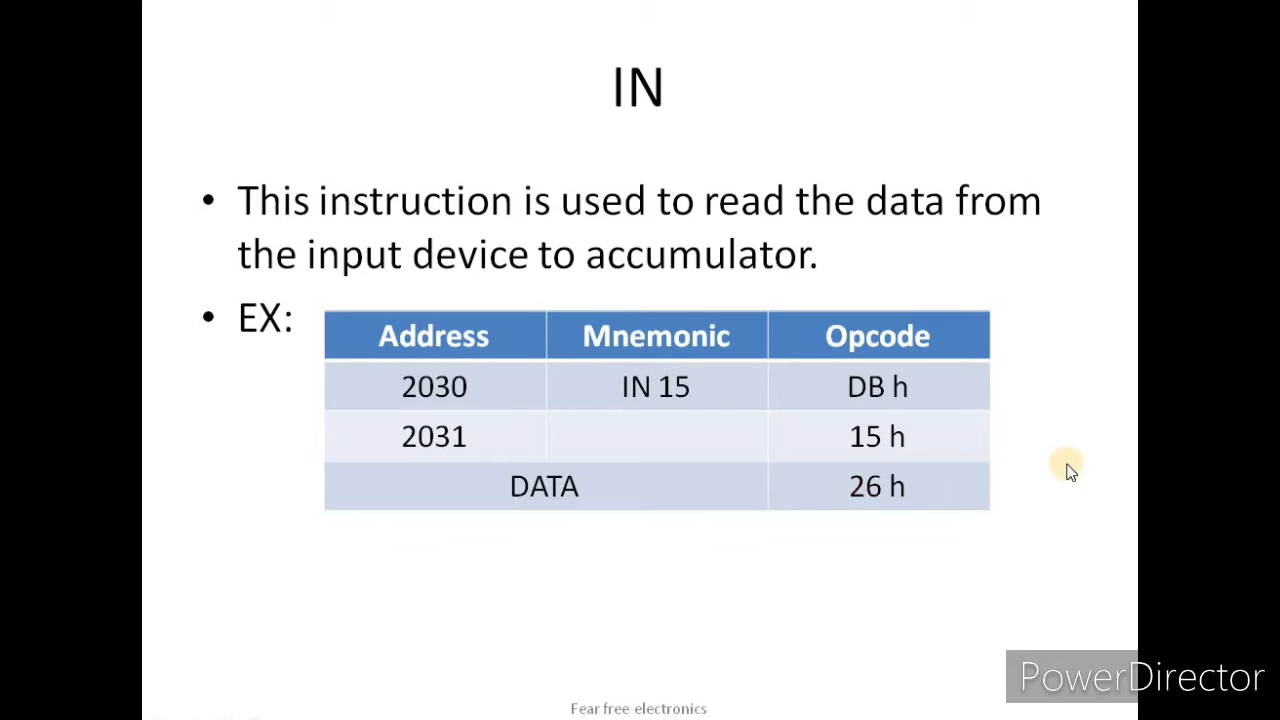 IN
• This instruction is used to read the data from
the input device to accumulator.
• EX:
Address Mnemonic Opcode
2030 IN 15 DB h
2031 15 h
DATA 26 h
PowerDirector
Fear free electronics